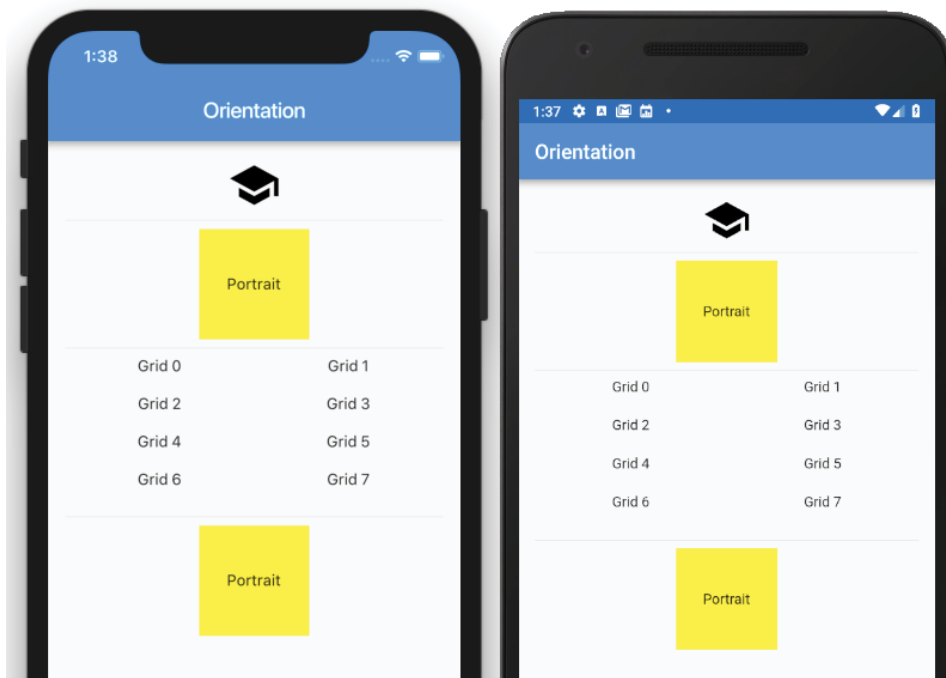 1:38
Orientation
Portrait
Grid 0 Grid 1
Grid 2 Grid 3
Grid 4 Grid 5
Grid 6 Grid 7
Portrait
1:37
Orientation
Portrait
Grid 0 Grid 1
Grid 2 Grid 3
Grid 4 Grid 5
Grid 6 Grid 7
Portrait